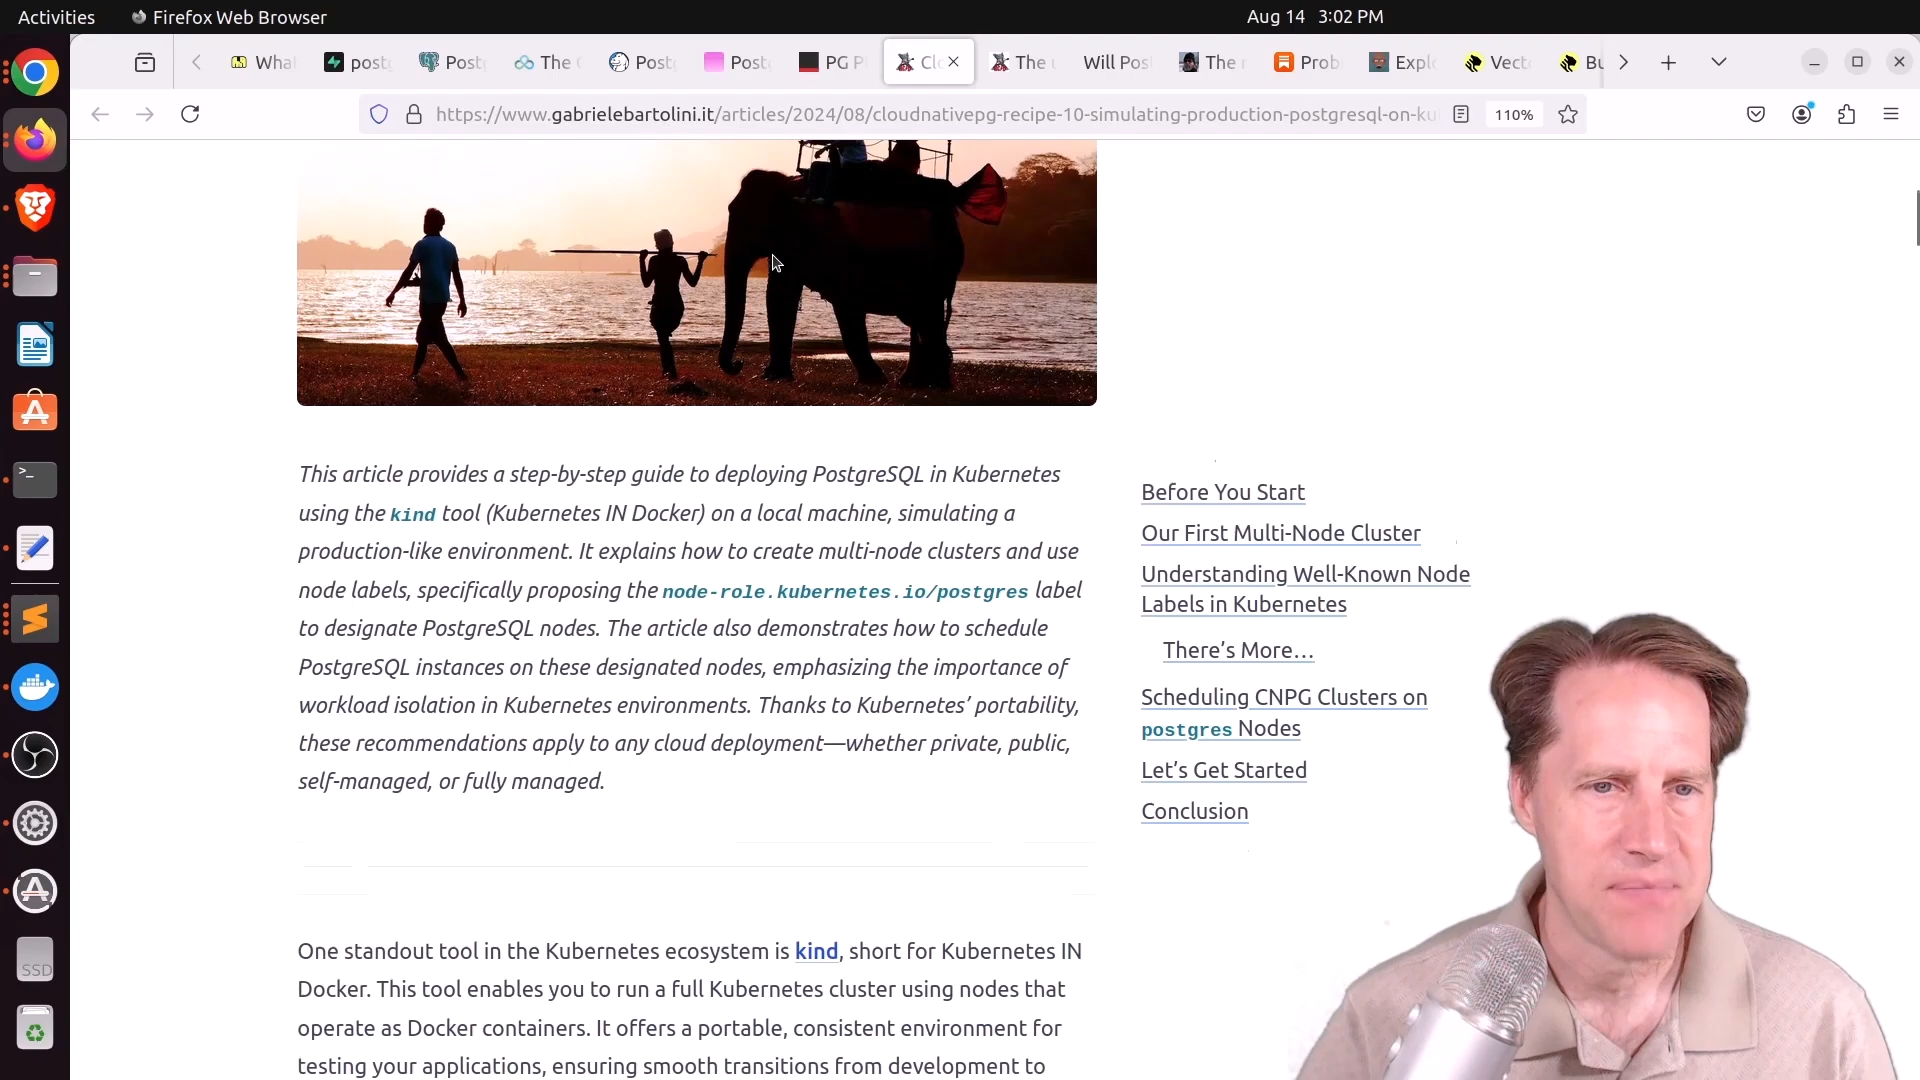 Activities
Firefox Web Browser
Aug 14 3:02 PM
What
postg
Postg
The C
Postg
Postg
PG P
Clo
The
Will Pos
The
Prob
Explo
Vecto
Bu
https://www.gabrielebartolini.it/articles/2024/08/cloudnativepg-recipe-10-simulating-production-postgresql-on-ku
110%
This article provides a step-by-step guide to deploying PostgreSQL in Kubernetes
using the kind tool (Kubernetes IN Docker) on a local machine, simulating a
production-like environment. It explains how to create multi-node clusters and use
node labels, specifically proposing the node-role.kubernetes.io/postgres label
to designate PostgreSQL nodes. The article also demonstrates how to schedule
PostgreSQL instances on these designated nodes, emphasizing the importance of
workload isolation in Kubernetes environments. Thanks to Kubernetes’ portability,
these recommendations apply to any cloud deployment—whether private, public,
self-managed, or fully managed.
One standout tool in the Kubernetes ecosystem is kind, short for Kubernetes IN
Docker. This tool enables you to run a full Kubernetes cluster using nodes that
operate as Docker containers. It offers a portable, consistent environment for
testing your applications, ensuring smooth transitions from development to
Before You Start
Our First Multi-Node Cluster
Understanding Well-Known Node
Labels in Kubernetes
There’s More…
Scheduling CNPG Clusters on
postgres Nodes
Let’s Get Started
Conclusion
SSD